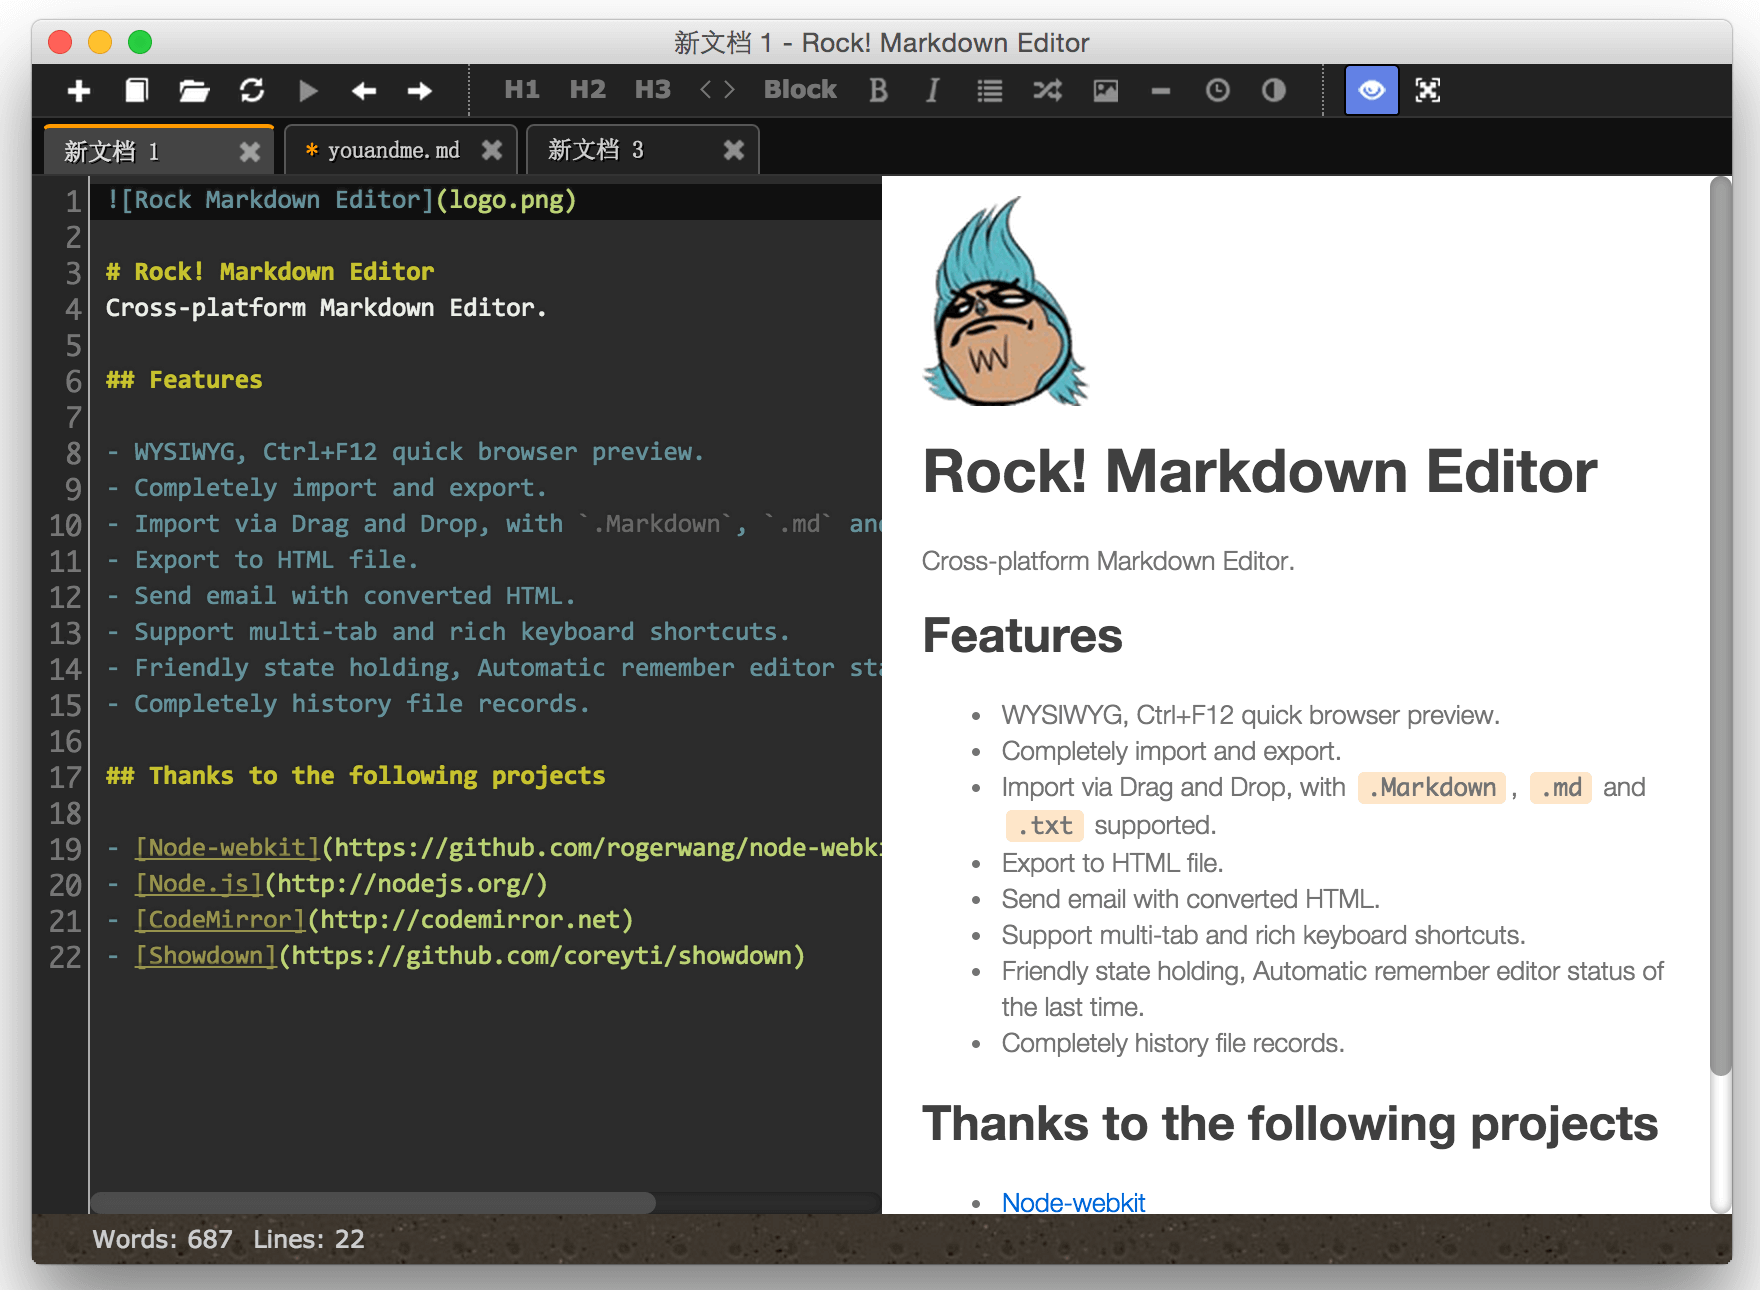 新文档 1 - Rock! Markdown Editor
H1 H2 H3 < > Block B I
新文档 1
* youandme.md
新文档 3
1 ![Rock Markdown Editor](logo.png)
2
3 # Rock! Markdown Editor
4 Cross-platform Markdown Editor.
5
6 ## Features
7
8 - WYSIWYG, Ctrl+F12 quick browser preview.
9 - Completely import and export.
10 - Import via Drag and Drop, with `.Markdown`, `.md` and
11 - Export to HTML file.
12 - Send email with converted HTML.
13 - Support multi-tab and rich keyboard shortcuts.
14 - Friendly state holding, Automatic remember editor sta
15 - Completely history file records.
16
17 ## Thanks to the following projects
18
19 - [Node-webkit](https://github.com/rogerwang/node-webki
20 - [Node.js](http://nodejs.org/)
21 - [CodeMirror](http://codemirror.net)
22 - [Showdown](https://github.com/coreyti/showdown)
Rock! Markdown Editor
Cross-platform Markdown Editor.
Features
• WYSIWYG, Ctrl+F12 quick browser preview.
• Completely import and export.
• Import via Drag and Drop, with .Markdown , .md and
.txt supported.
• Export to HTML file.
• Send email with converted HTML.
• Support multi-tab and rich keyboard shortcuts.
• Friendly state holding, Automatic remember editor status of
the last time.
• Completely history file records.
Thanks to the following projects
• Node-webkit
Words: 687 Lines: 22